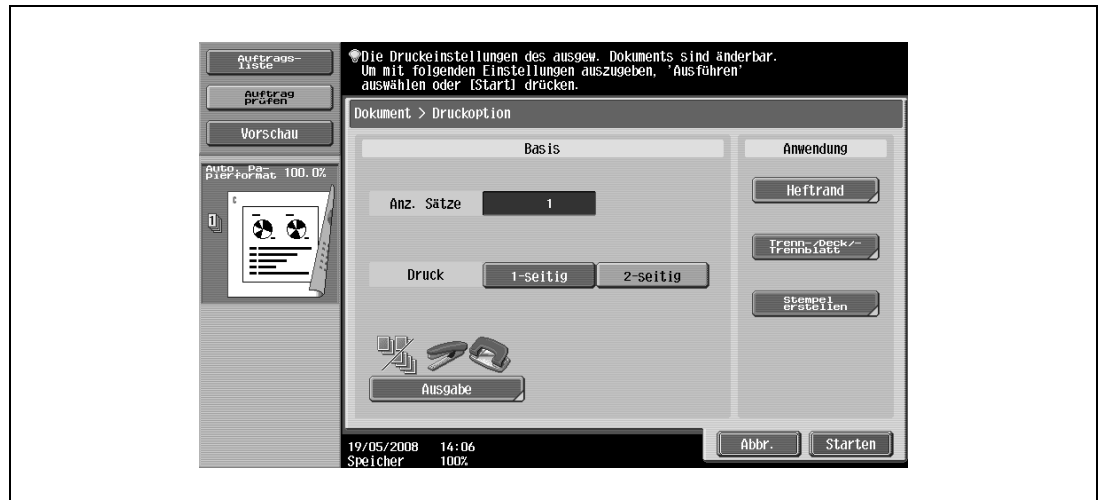 Auftrags-
liste
Auftrag
prüfen
Vorschau
Auto. Pa-
pierformat 100.0%
1
Die Druckeinstellungen des ausgew. Dokuments sind änderbar.
Um mit folgenden Einstellungen auszugeben, 'Ausführen'
auswählen oder [Start] drücken.
Dokument > Druckoption
Basis
Anz. Sätze 1
Druck 1-seitig 2-seitig
Ausgabe
Anwendung
Heftrand
Trenn-/Deck/-
Trennblatt
Stempel
erstellen
19/05/2008 14:06
Speicher 100%
Abbr. Starten